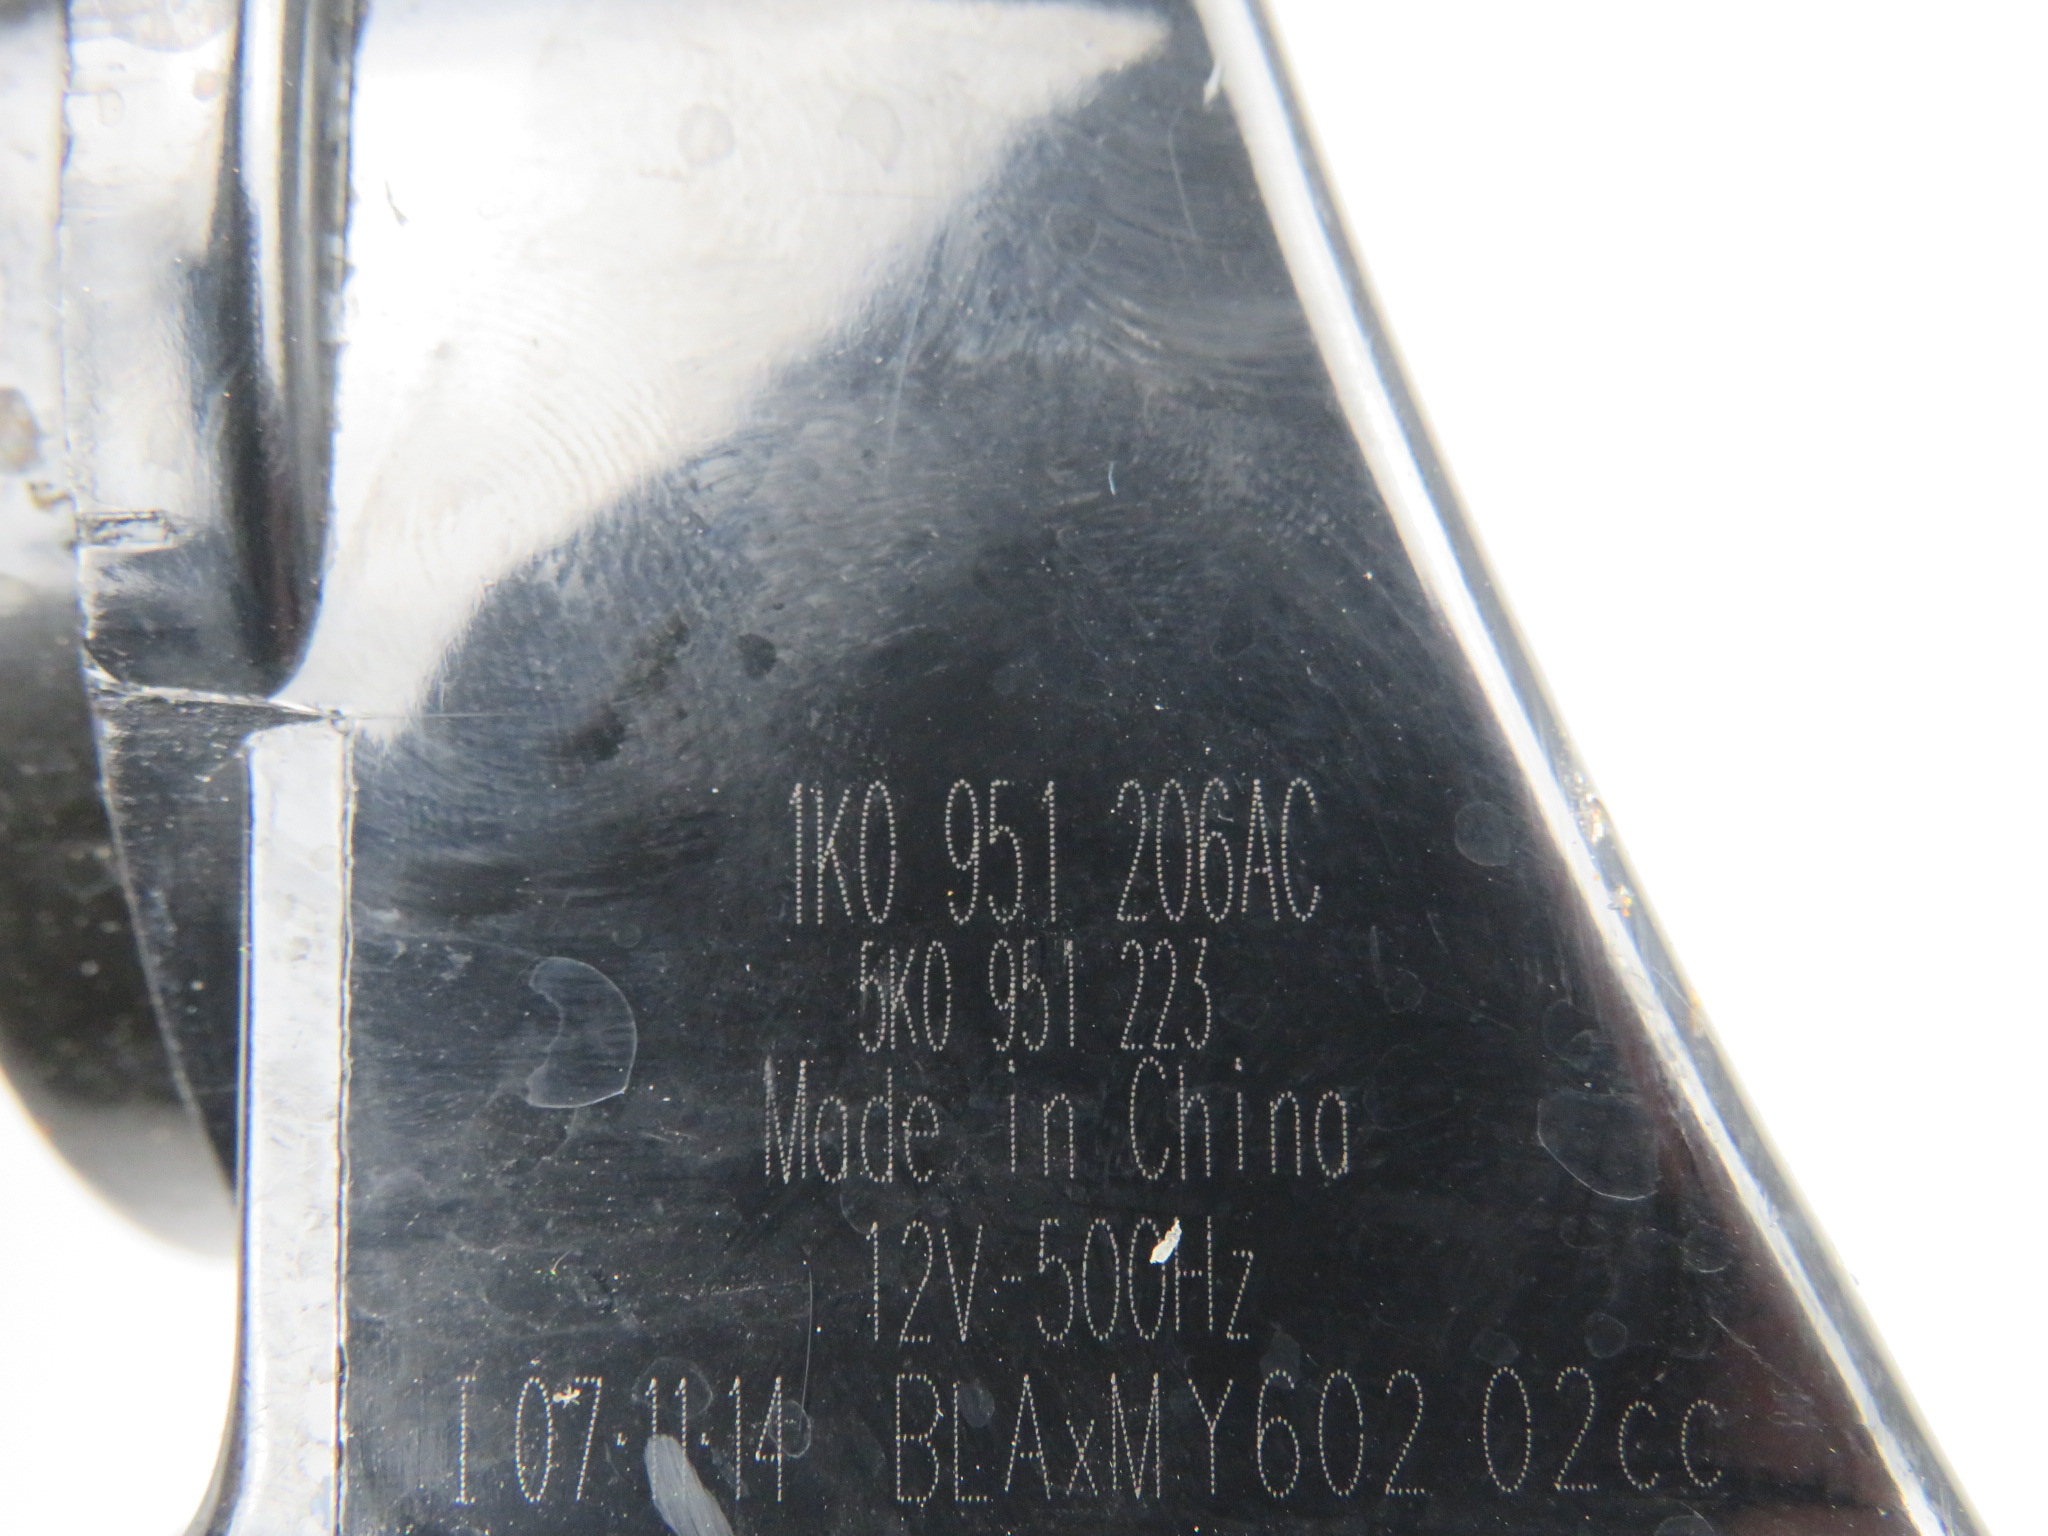 1K0 951 206AC
5K0 951 223
Made in China
12V-500Hz
I 07·11·14 BLAxMY602 02cc